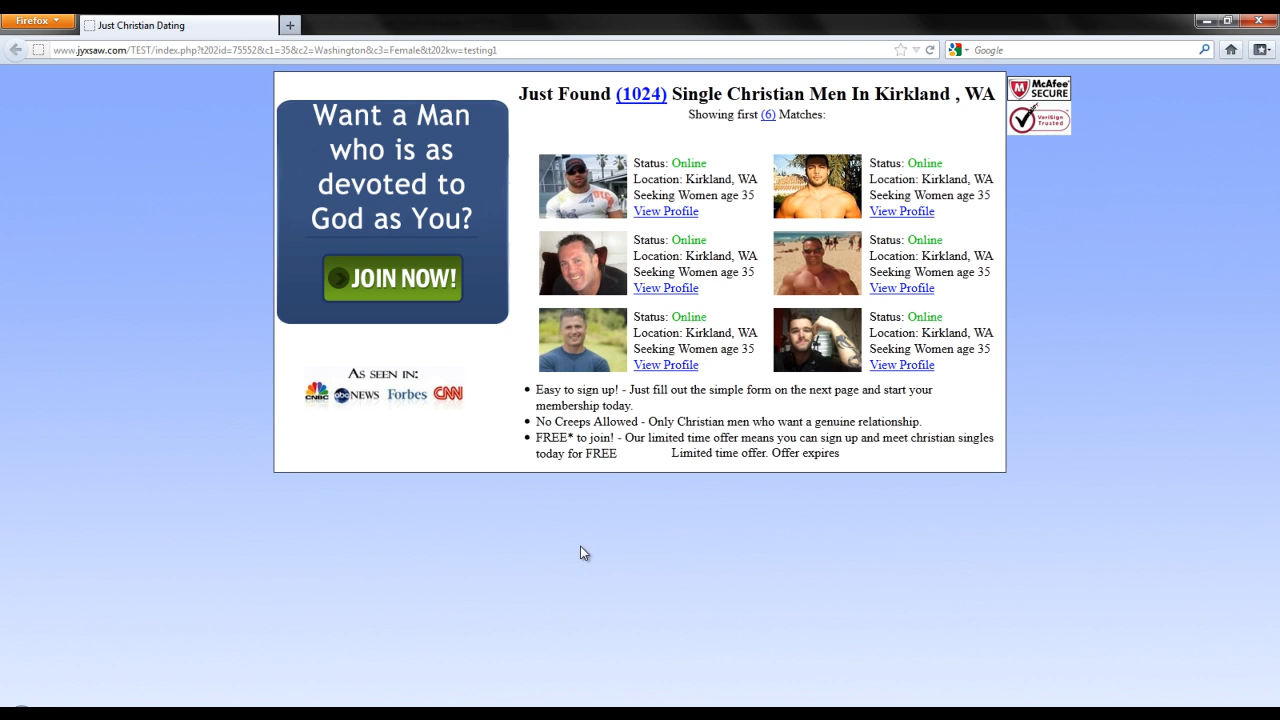 Firefox
Just Christian Dating
www.jyxsaw.com/TEST/index.php?t202id=75552&c1=35&c2=Washington&c3=Female&t202kw=testing1
Google
Want a Man
who is as
devoted to
God as You?
JOIN NOW!
AS SEEN IN:
CNBC
abc NEWS
Forbes
CNN
Just Found (1024) Single Christian Men In Kirkland , WA
Showing first (6) Matches:
Status: Online
Location: Kirkland, WA
Seeking Women age 35
View Profile
Status: Online
Location: Kirkland, WA
Seeking Women age 35
View Profile
Status: Online
Location: Kirkland, WA
Seeking Women age 35
View Profile
Status: Online
Location: Kirkland, WA
Seeking Women age 35
View Profile
Status: Online
Location: Kirkland, WA
Seeking Women age 35
View Profile
Status: Online
Location: Kirkland, WA
Seeking Women age 35
View Profile
Easy to sign up! - Just fill out the simple form on the next page and start your
membership today.
No Creeps Allowed - Only Christian men who want a genuine relationship.
FREE* to join! - Our limited time offer means you can sign up and meet christian singles
today for FREE
Limited time offer. Offer expires
McAfee
SECURE
VeriSign
Trusted